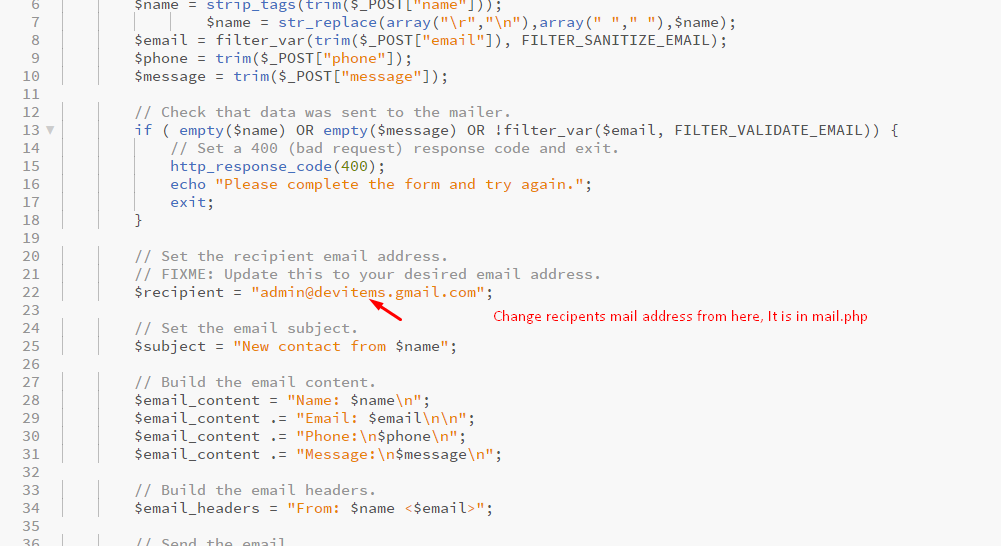 6 $name = strip_tags(trim($_POST["name"]));
7 $name = str_replace(array("\r","\n"),array(" "," "),$name);
8 $email = filter_var(trim($_POST["email"]), FILTER_SANITIZE_EMAIL);
9 $phone = trim($_POST["phone"]);
10 $message = trim($_POST["message"]);
11
12 // Check that data was sent to the mailer.
13 if ( empty($name) OR empty($message) OR !filter_var($email, FILTER_VALIDATE_EMAIL)) {
14 // Set a 400 (bad request) response code and exit.
15 http_response_code(400);
16 echo "Please complete the form and try again.";
17 exit;
18 }
19
20 // Set the recipient email address.
21 // FIXME: Update this to your desired email address.
22 $recipient = "admin@devitems.gmail.com";
23 Change recipents mail address from here, It is in mail.php
24 // Set the email subject.
25 $subject = "New contact from $name";
26
27 // Build the email content.
28 $email_content = "Name: $name\n";
29 $email_content .= "Email: $email\n\n";
30 $email_content .= "Phone:\n$phone\n";
31 $email_content .= "Message:\n$message\n";
32
33 // Build the email headers.
34 $email_headers = "From: $name <$email>";
35
36 // Send the email.